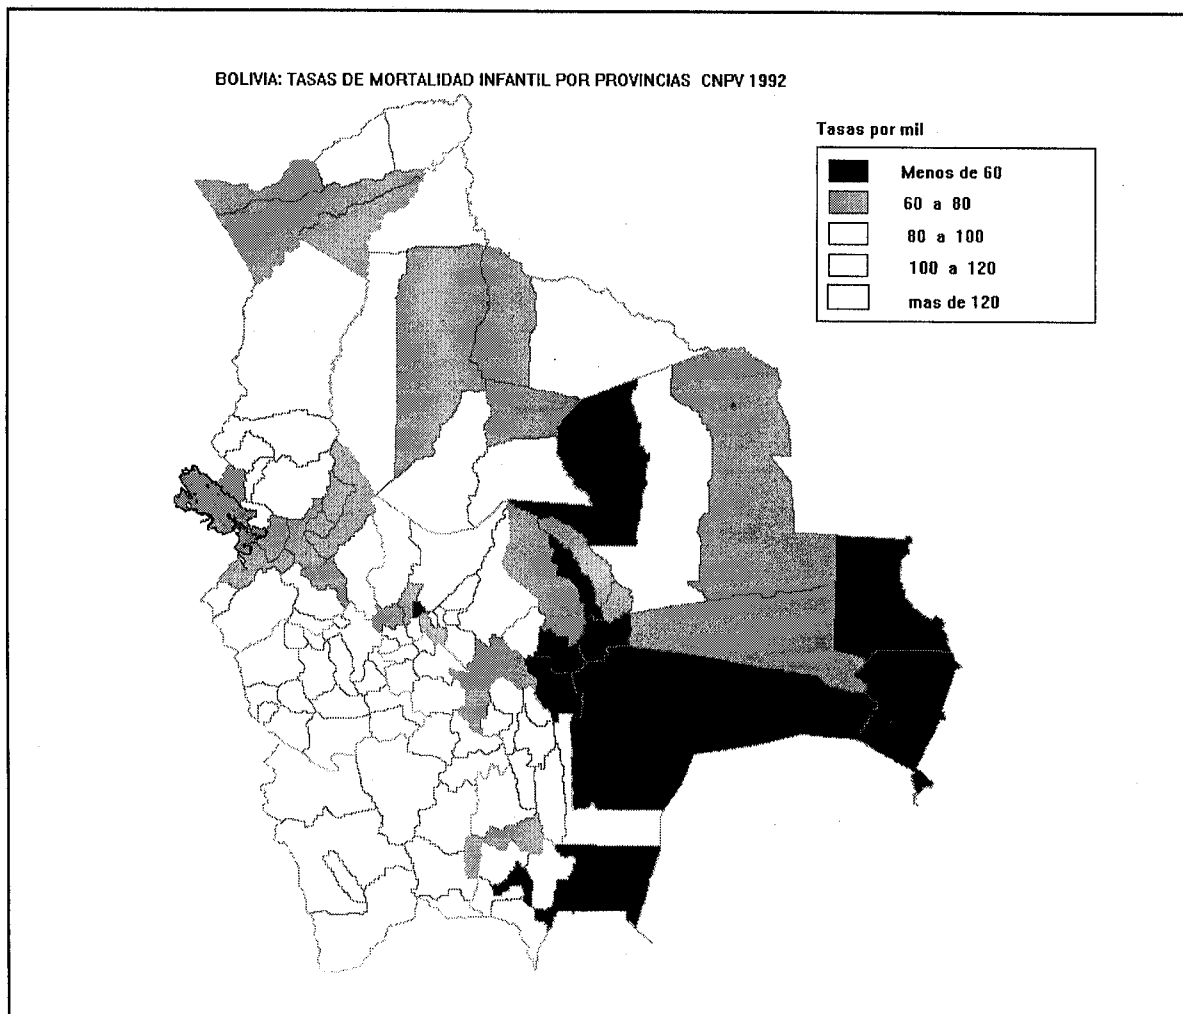 BOLIVIA: TASAS DE MORTALIDAD INFANTIL POR PROVINCIAS CNPV 1992
Tasas por mil
Menos de 60
60 a 80
80 a 100
100 a 120
mas de 120